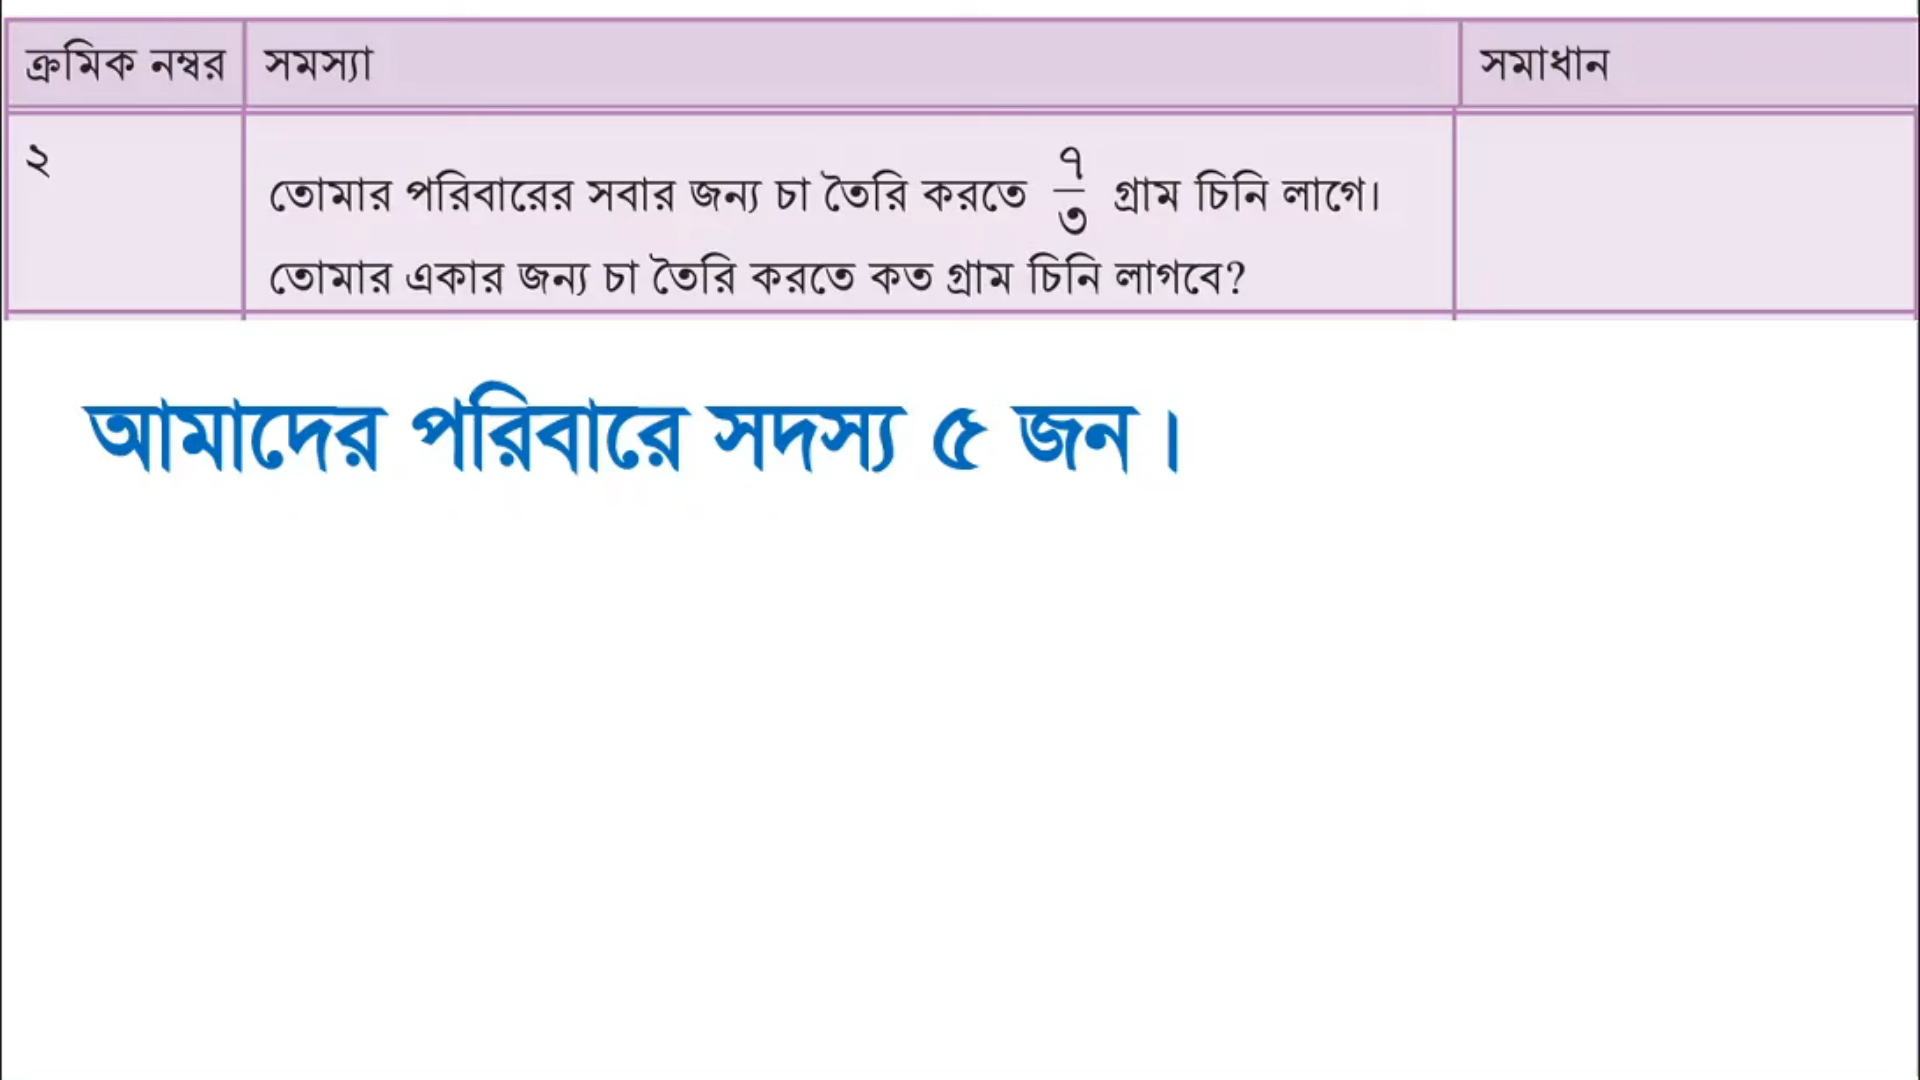 ক্রমিক নম্বর সমস্যা সমাধান
২
তোমার পরিবারের সবার জন্য চা তৈরি করতে ৭/৩ গ্রাম চিনি লাগে।
তোমার একার জন্য চা তৈরি করতে কত গ্রাম চিনি লাগবে?
আমাদের পরিবারে সদস্য ৫ জন।